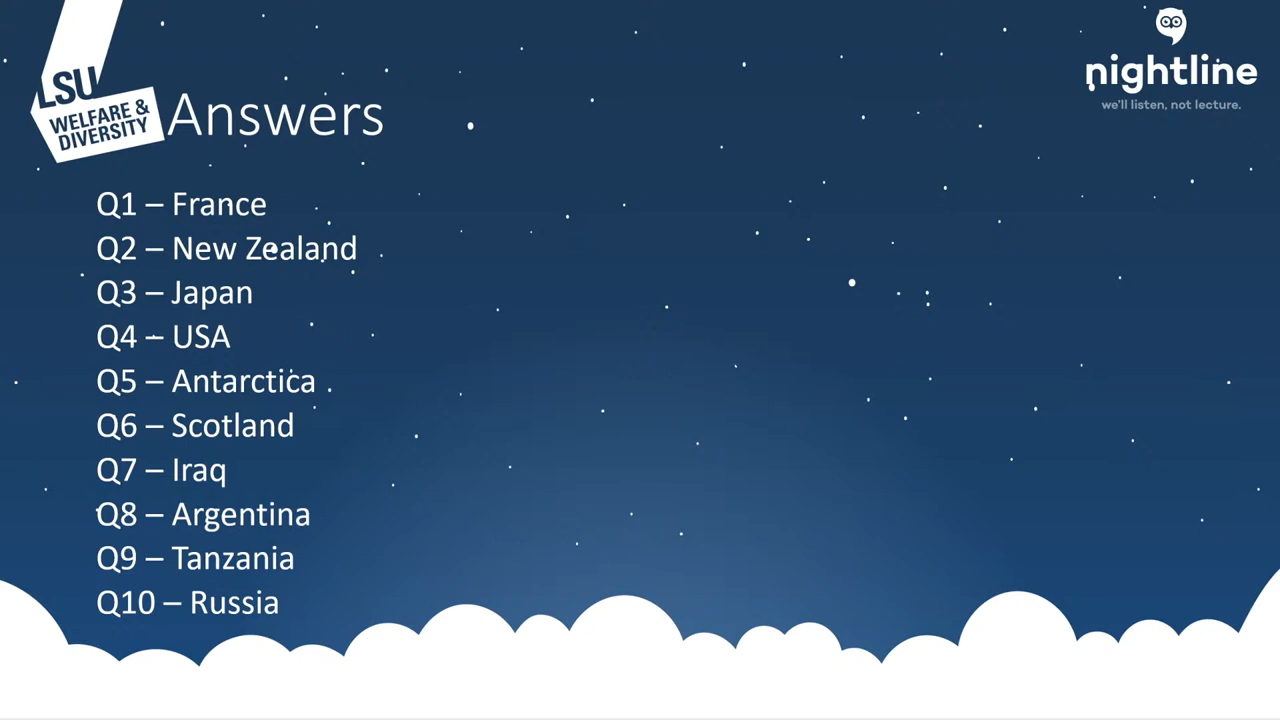 LSU
WELFARE &
DIVERSITY
Answers
nightline
we'll listen, not lecture.
Q1 – France
Q2 – New Zealand
Q3 – Japan
Q4 – USA
Q5 – Antarctica
Q6 – Scotland
Q7 – Iraq
Q8 – Argentina
Q9 – Tanzania
Q10 – Russia